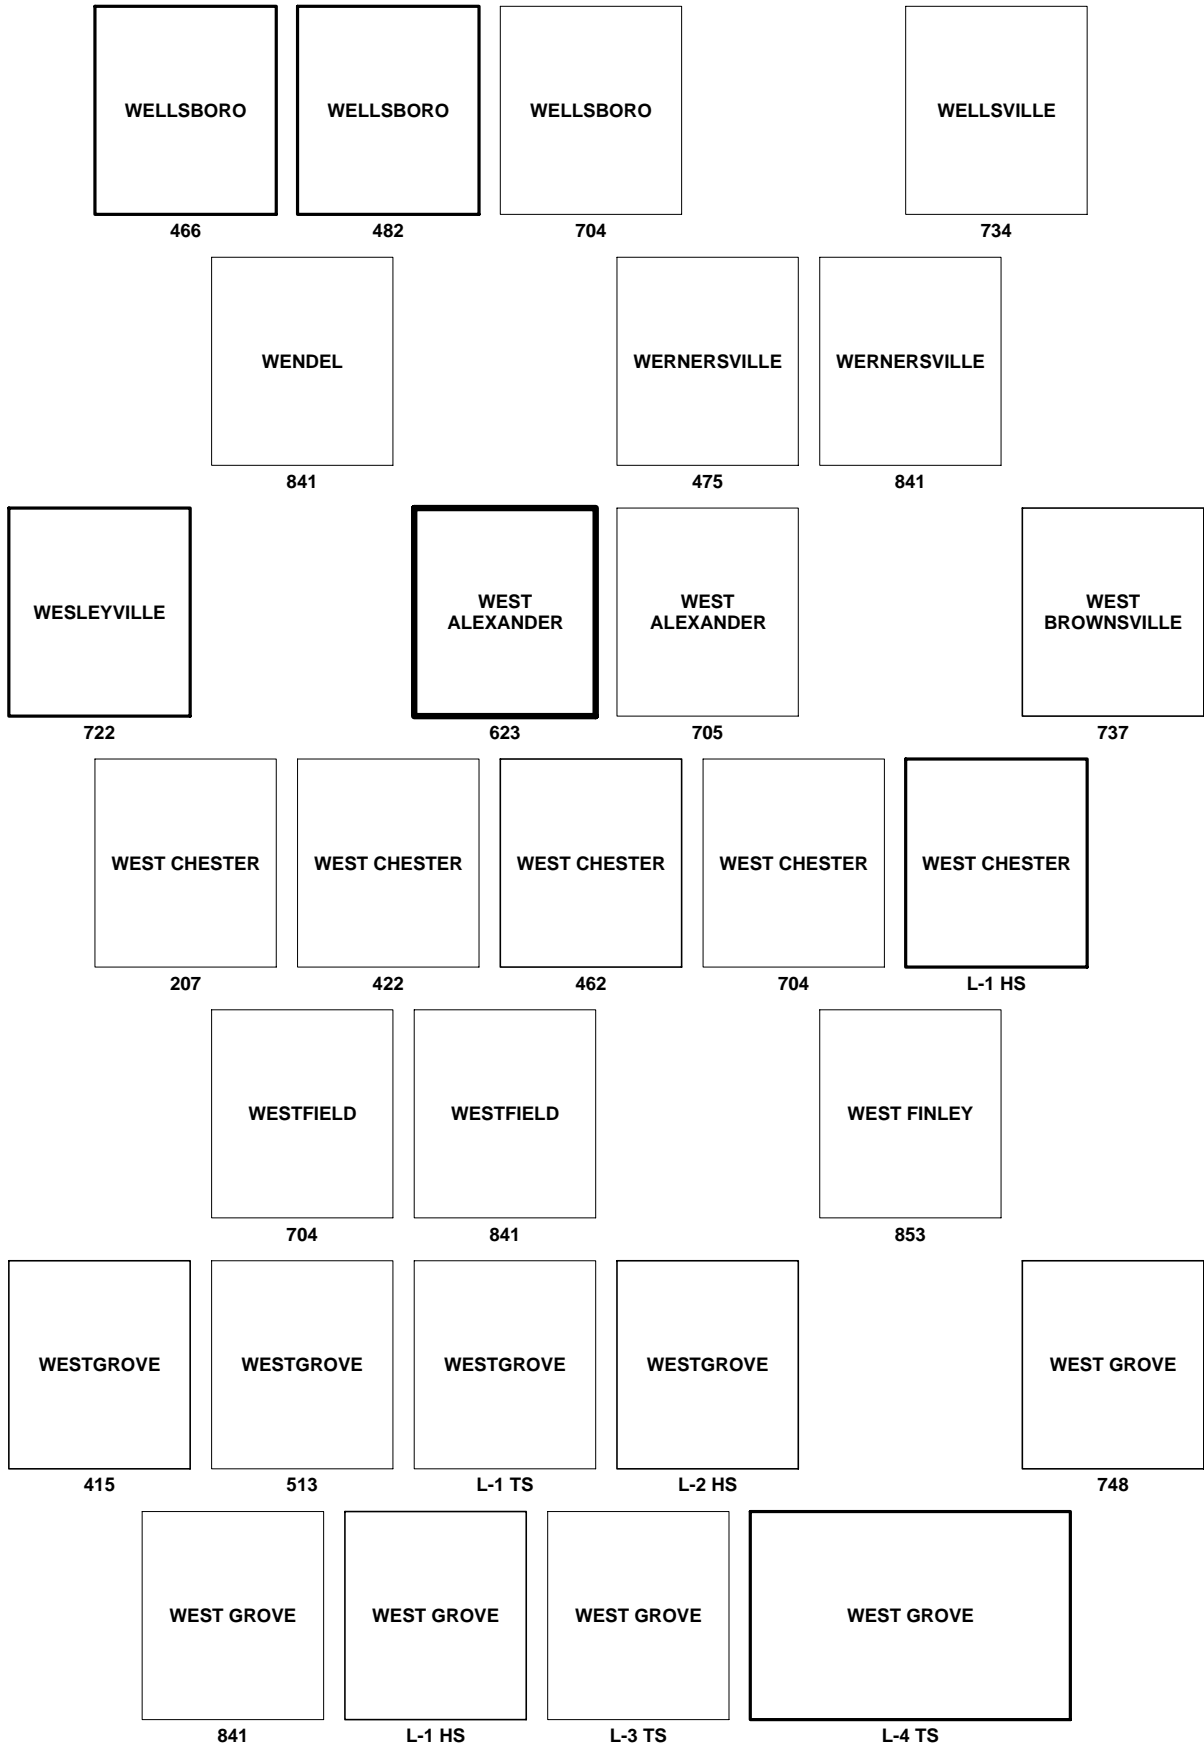 WELLSBORO WELLSBORO WELLSBORO WELLSVILLE
466 482 704 734
WENDEL WERNERSVILLE WERNERSVILLE
841 475 841
WESLEYVILLE WEST WEST WEST
ALEXANDER ALEXANDER BROWNSVILLE
722 623 705 737
WEST CHESTER WEST CHESTER WEST CHESTER WEST CHESTER WEST CHESTER
207 422 462 704 L-1 HS
WESTFIELD WESTFIELD WEST FINLEY
704 841 853
WESTGROVE WESTGROVE WESTGROVE WESTGROVE WEST GROVE
415 513 L-1 TS L-2 HS 748
WEST GROVE WEST GROVE WEST GROVE WEST GROVE
841 L-1 HS L-3 TS L-4 TS